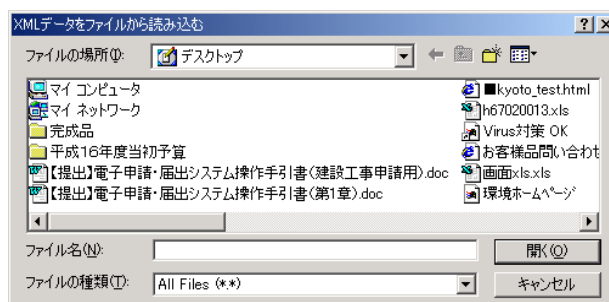 XMLデータをファイルから読み込む
ファイルの場所(I):
デスクトップ
マイ コンピュータ
マイ ネットワーク
完成品
平成16年度当初予算
【提出】電子申請・届出システム操作手引書(建設工事申請用).doc
【提出】電子申請・届出システム操作手引書(第1章).doc
■kyoto_test.html
h67020013.xls
Virus対策 OK
お客様品問い合わせ
画面xls.xls
環境ホームページ
ファイル名(N):
開く(O)
ファイルの種類(T):
All Files (*.*)
キャンセル